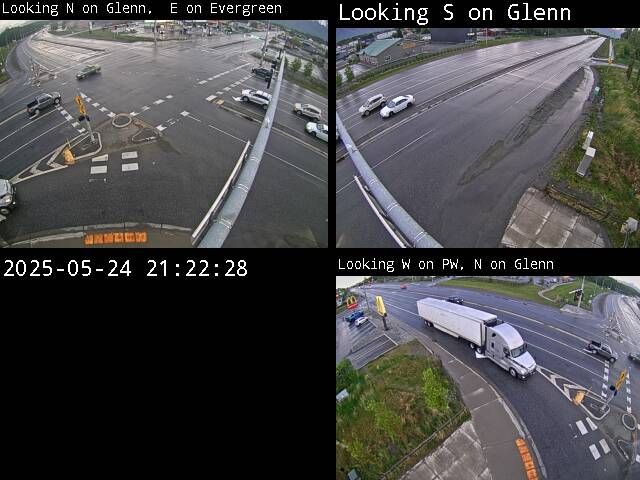 Looking N on Glenn,  E on Evergreen
Looking S on Glenn
2025-05-24 21:22:28
Looking W on PW, N on Glenn